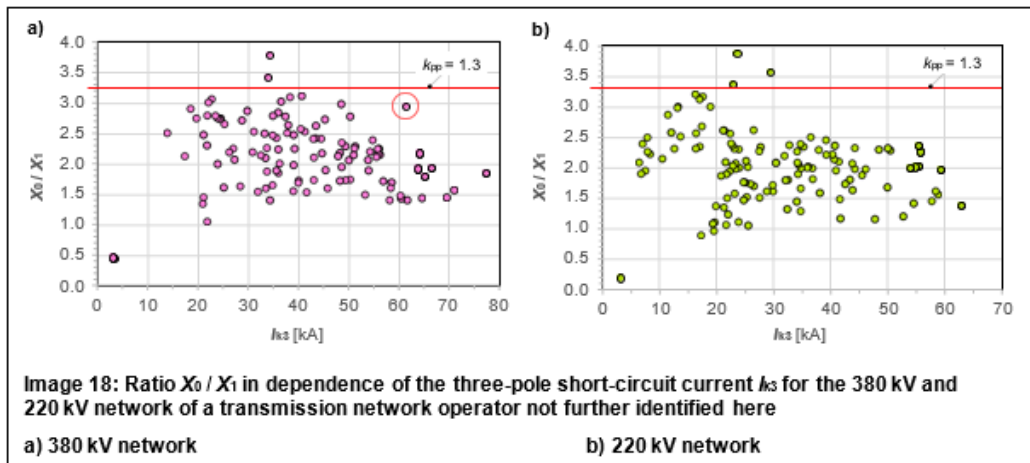 a)
4.0
3.5
3.0
2.5
2.0
1.5
1.0
0.5
0.0
X0 / X1
kpp = 1.3
0 10 20 30 40 50 60 70 80
Ik3 [kA]
b)
4.0
3.5
3.0
2.5
2.0
1.5
1.0
0.5
0.0
X0 / X1
kpp = 1.3
0 10 20 30 40 50 60 70
Ik3 [kA]
Image 18: Ratio X0 / X1 in dependence of the three-pole short-circuit current Ik3 for the 380 kV and
220 kV network of a transmission network operator not further identified here
a) 380 kV network b) 220 kV network